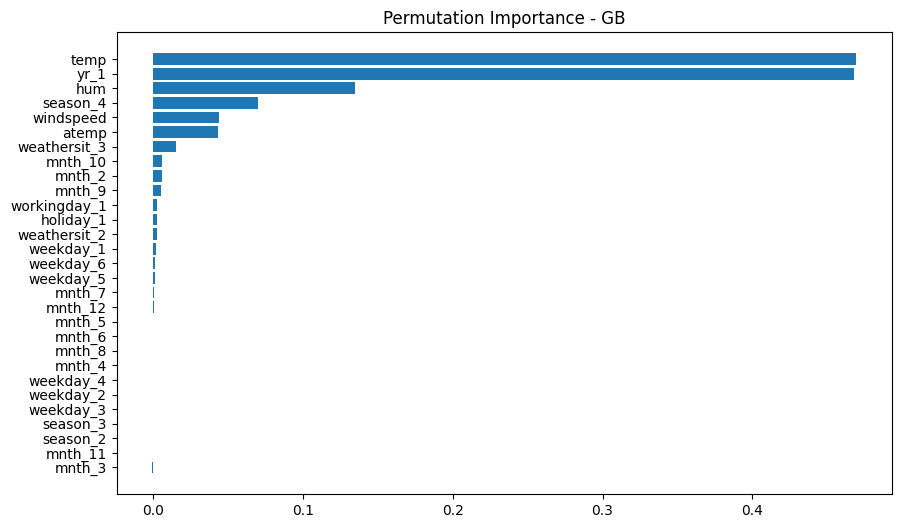 Permutation Importance - GB
temp
yr_1
hum
season_4
windspeed
atemp
weathersit_3
mnth_10
mnth_2
mnth_9
workingday_1
holiday_1
weathersit_2
weekday_1
weekday_6
weekday_5
mnth_7
mnth_12
mnth_5
mnth_6
mnth_8
mnth_4
weekday_4
weekday_2
weekday_3
season_3
season_2
mnth_11
mnth_3
0.0 0.1 0.2 0.3 0.4